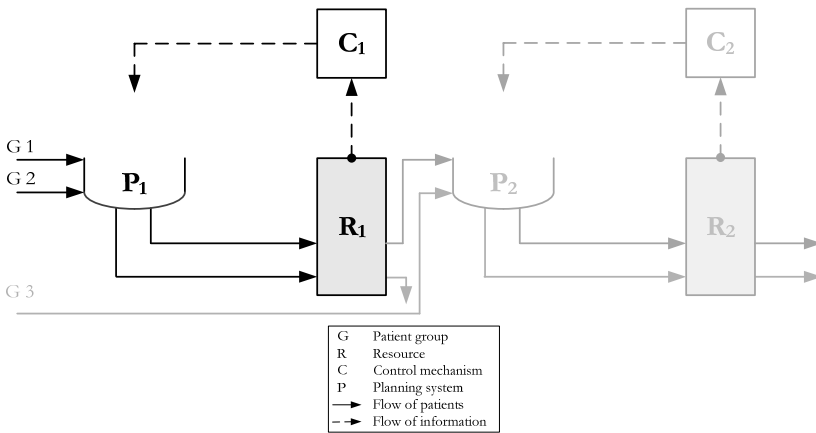 C1
C2
G 1
G 2
P1
P2
R1
R2
G 3
G Patient group
R Resource
C Control mechanism
P Planning system
Flow of patients
Flow of information